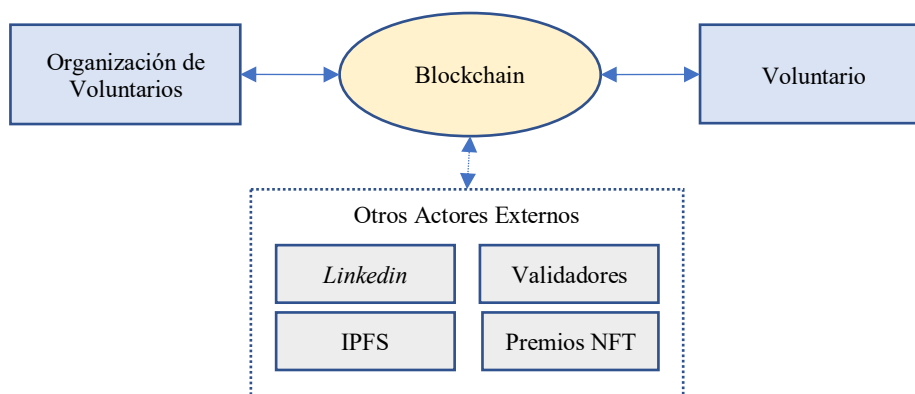 Organización de
Voluntarios
Blockchain
Voluntario
Otros Actores Externos
Linkedin
Validadores
IPFS
Premios NFT